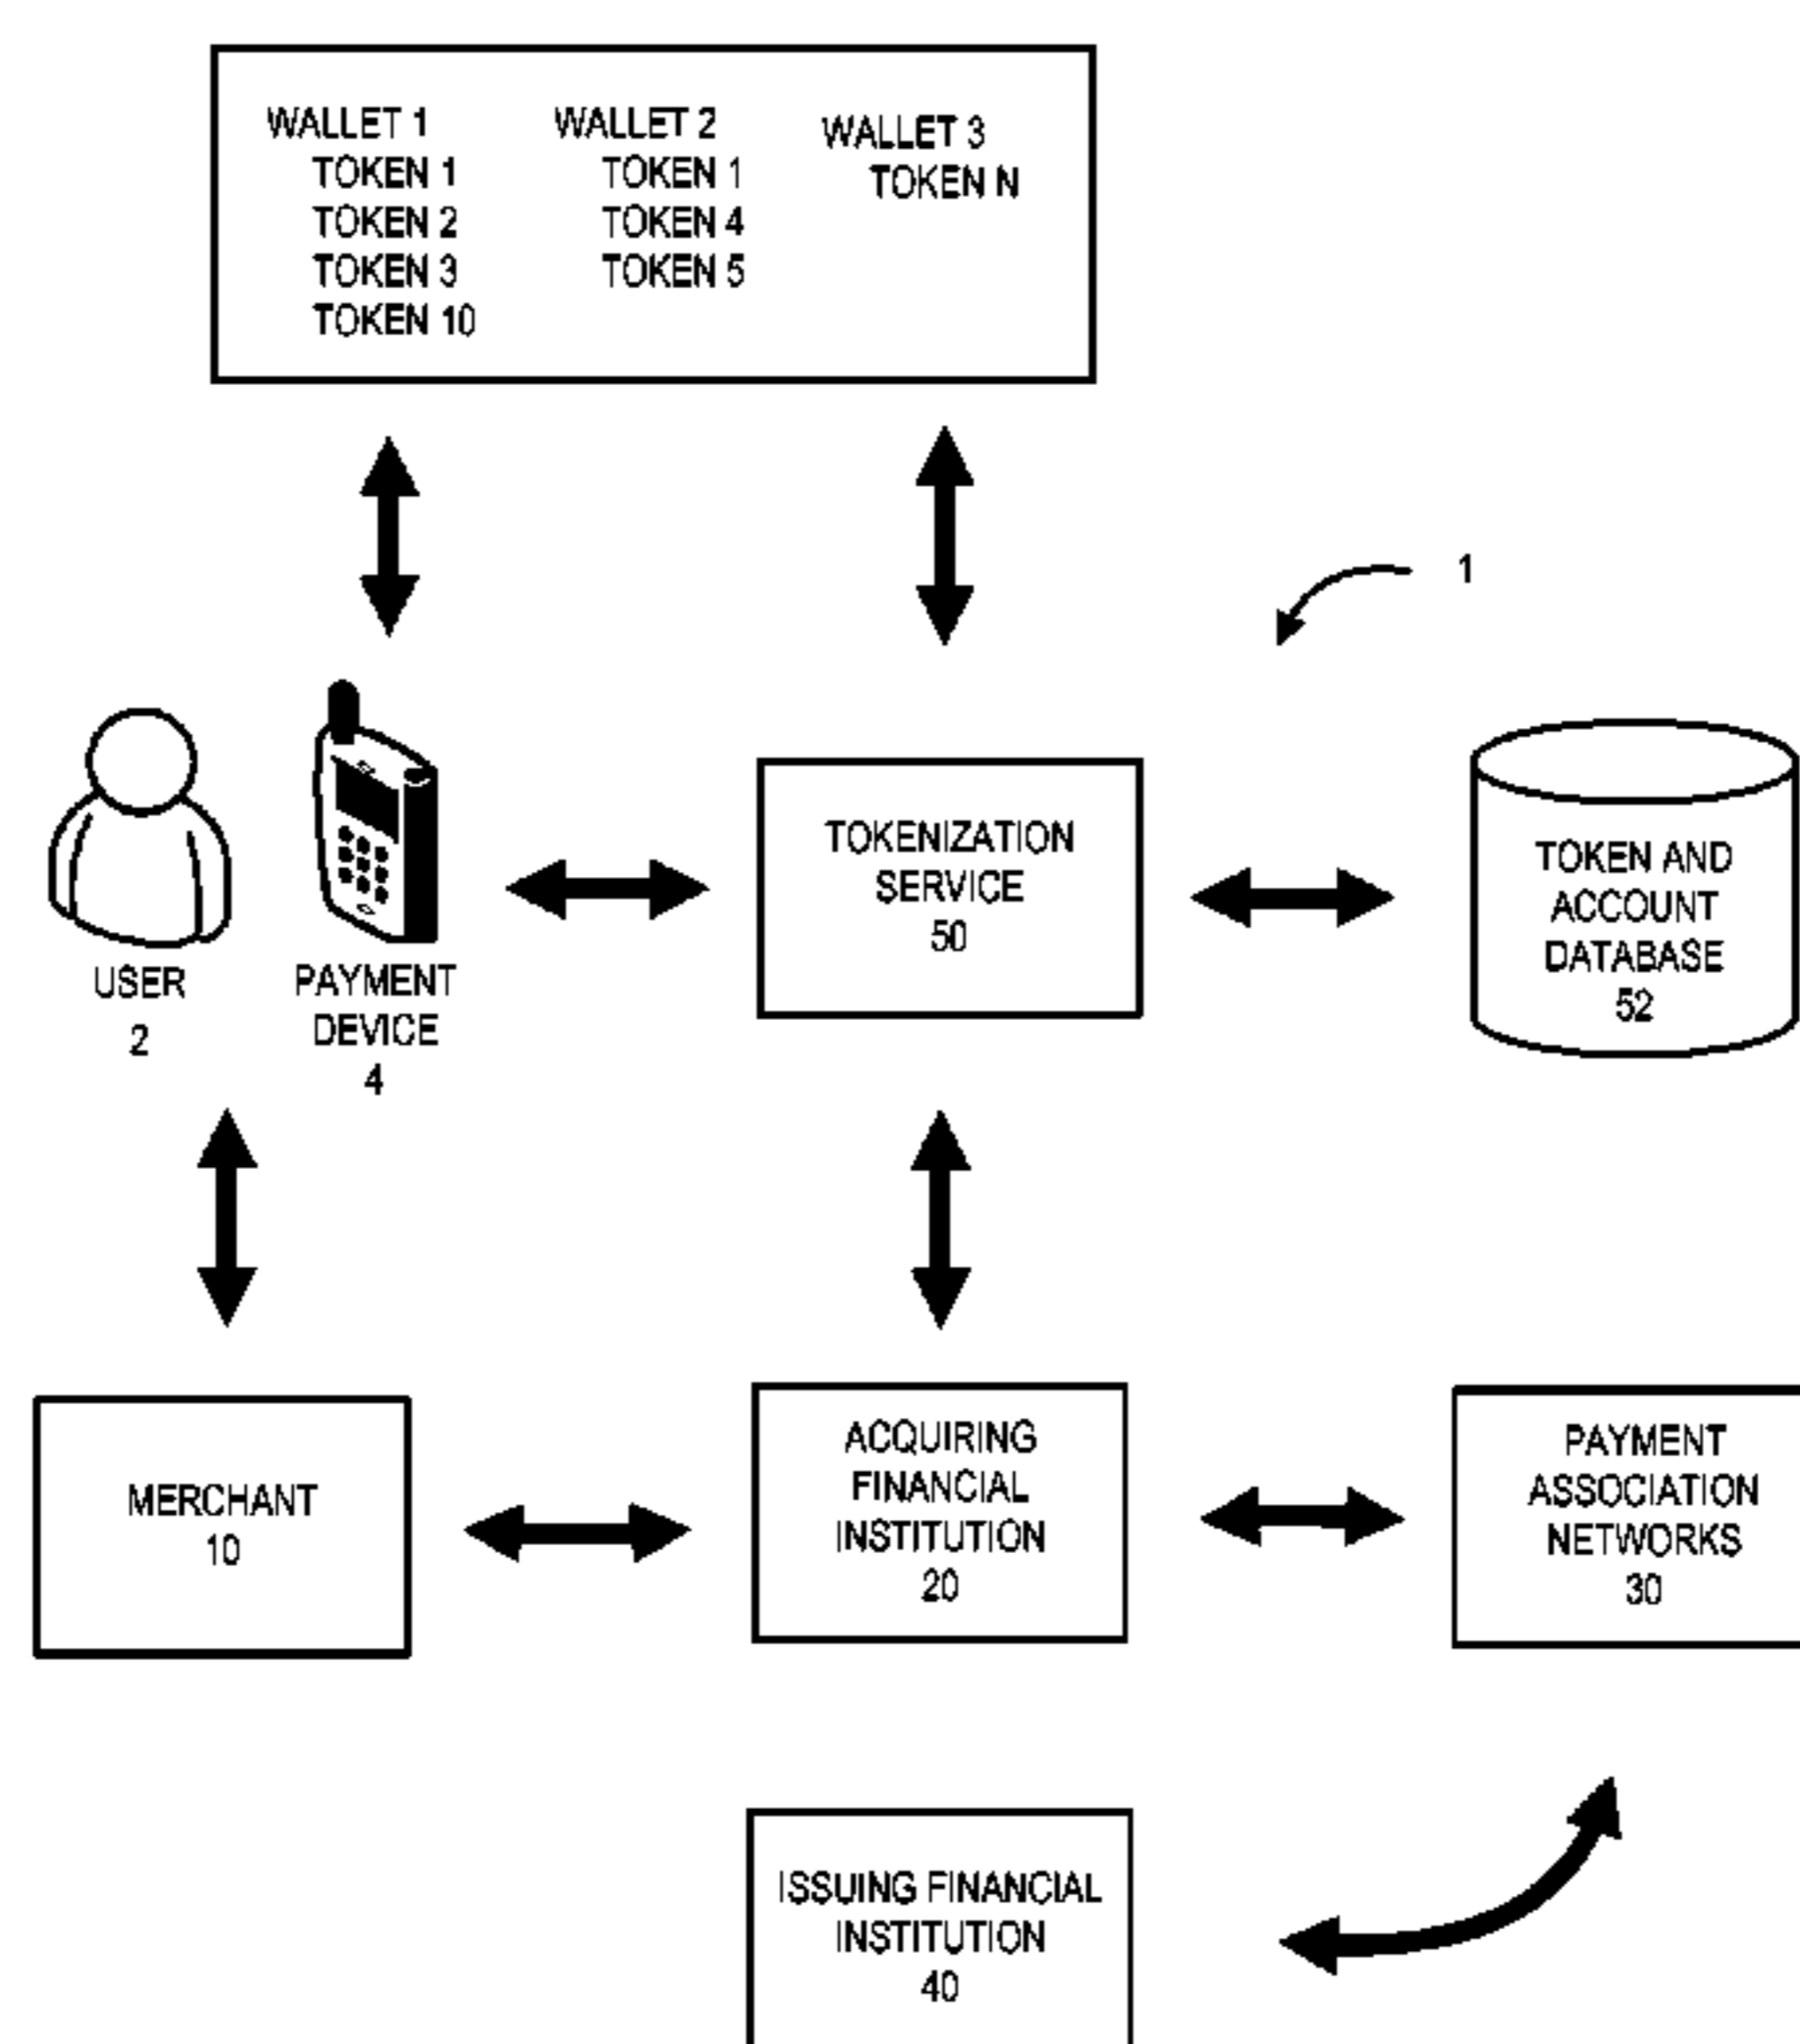 WALLET 1
TOKEN 1
TOKEN 2
TOKEN 3
TOKEN 10
WALLET 2
TOKEN 1
TOKEN 4
TOKEN 5
WALLET 3
TOKEN N
1
USER
2
PAYMENT
DEVICE
4
TOKENIZATION
SERVICE
50
TOKEN AND
ACCOUNT
DATABASE
52
MERCHANT
10
ACQUIRING
FINANCIAL
INSTITUTION
20
PAYMENT
ASSOCIATION
NETWORKS
30
ISSUING FINANCIAL
INSTITUTION
40